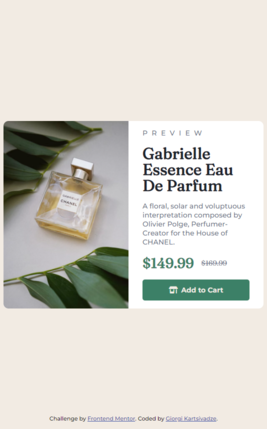 P R E V I E W
Gabrielle
Essence Eau
De Parfum
A floral, solar and voluptuous
interpretation composed by
Olivier Polge, Perfumer-
Creator for the House of
CHANEL.
$149.99 $169.99
Add to Cart
CHANEL
Challenge by Frontend Mentor. Coded by Giorgi Kartsivadze.